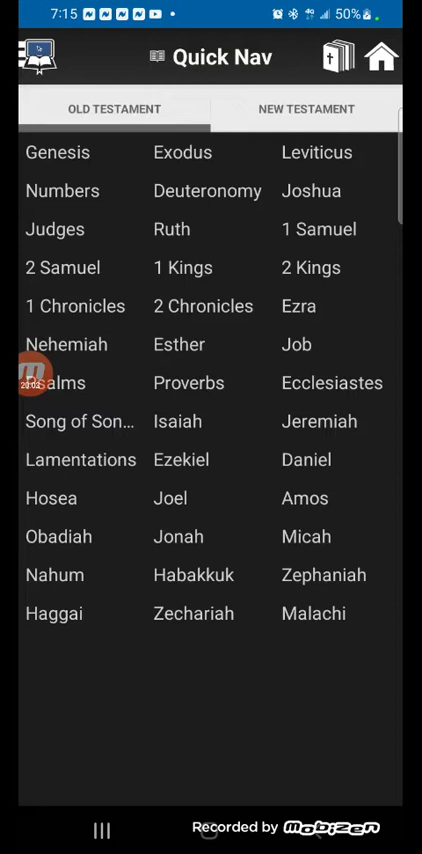 7:15 50%
Quick Nav
OLD TESTAMENT NEW TESTAMENT
Genesis Exodus Leviticus
Numbers Deuteronomy Joshua
Judges Ruth 1 Samuel
2 Samuel 1 Kings 2 Kings
1 Chronicles 2 Chronicles Ezra
Nehemiah Esther Job
Psalms Proverbs Ecclesiastes
20:03
Song of Son... Isaiah Jeremiah
Lamentations Ezekiel Daniel
Hosea Joel Amos
Obadiah Jonah Micah
Nahum Habakkuk Zephaniah
Haggai Zechariah Malachi
Recorded by mobizen